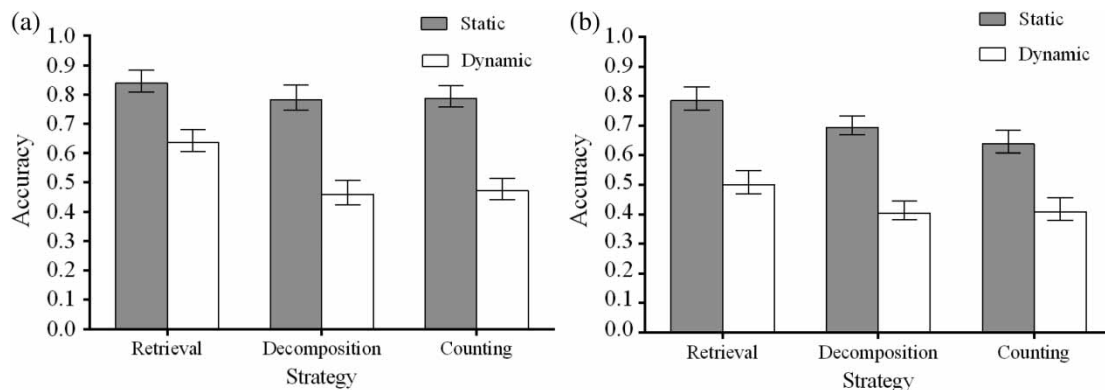 (a)
Static
Dynamic
Accuracy
1.0
0.9
0.8
0.7
0.6
0.5
0.4
0.3
0.2
0.1
0.0
Retrieval Decomposition Counting
Strategy
(b)
Static
Dynamic
Accuracy
1.0
0.9
0.8
0.7
0.6
0.5
0.4
0.3
0.2
0.1
0.0
Retrieval Decomposition Counting
Strategy